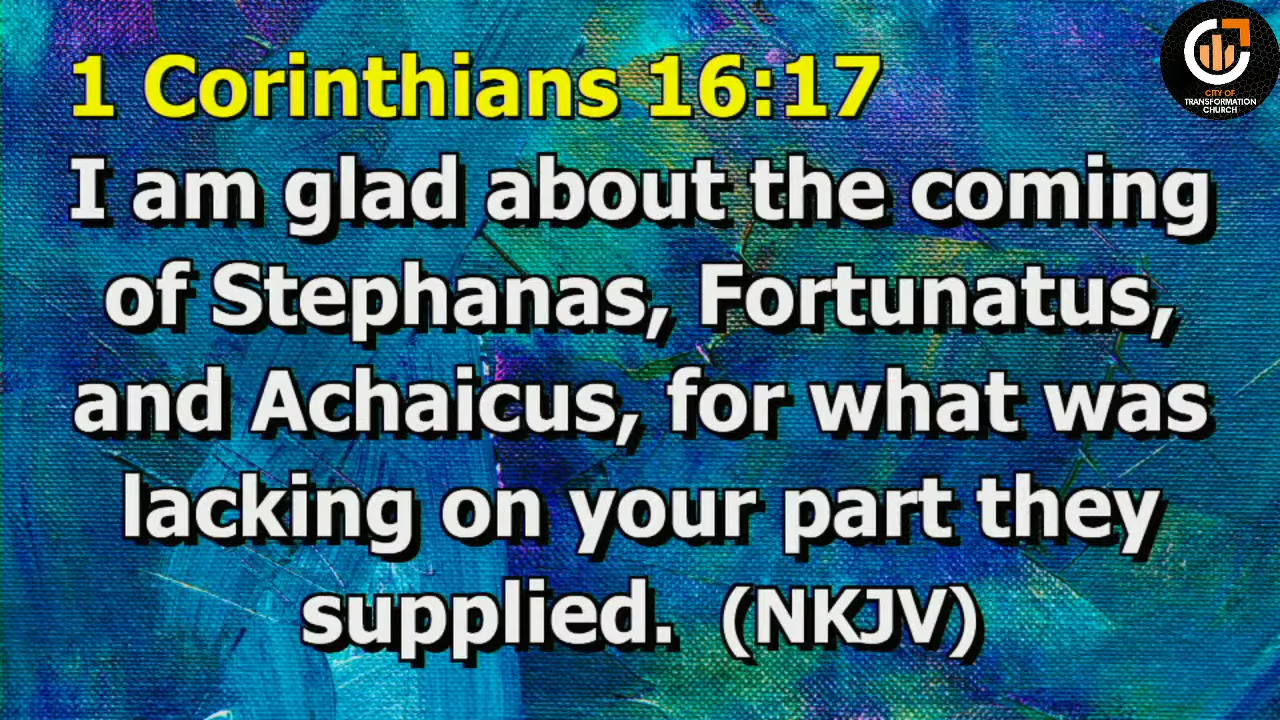 1 Corinthians 16:17
I am glad about the coming
of Stephanas, Fortunatus,
and Achaicus, for what was
lacking on your part they
supplied. (NKJV)
CITY OF
TRANSFORMATION
CHURCH